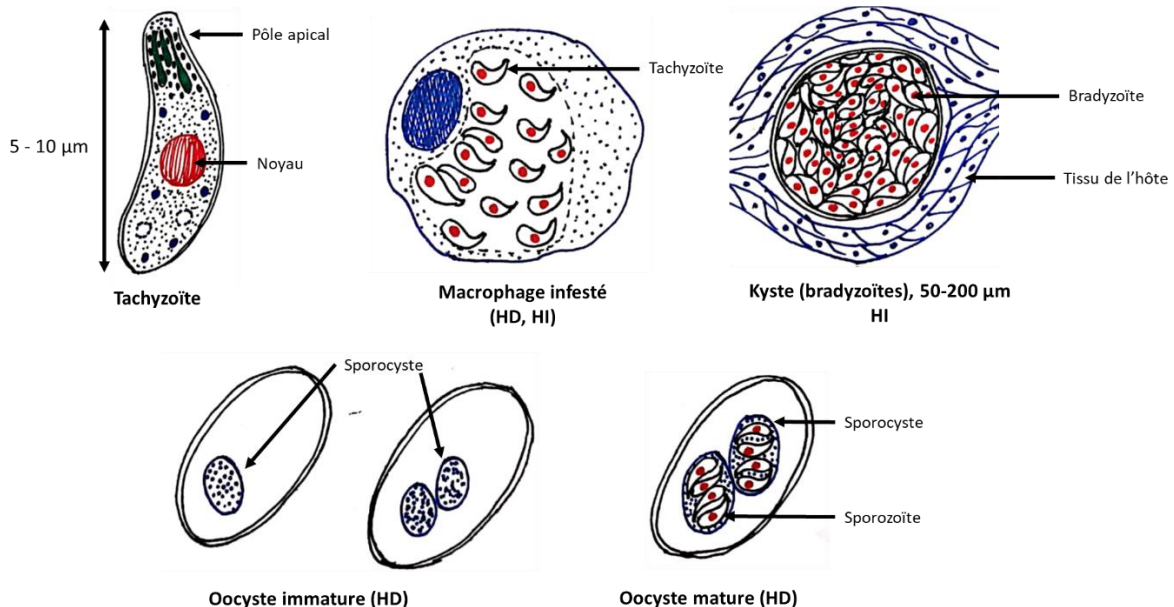 Pôle apical
5 - 10 µm
Noyau
Tachyzoïte
Tachyzoïte
Macrophage infesté
(HD, HI)
Bradyzoïte
Tissu de l'hôte
Kyste (bradyzoïtes), 50-200 µm
HI
Sporocyste
Oocyste immature (HD)
Sporocyste
Sporozoïte
Oocyste mature (HD)